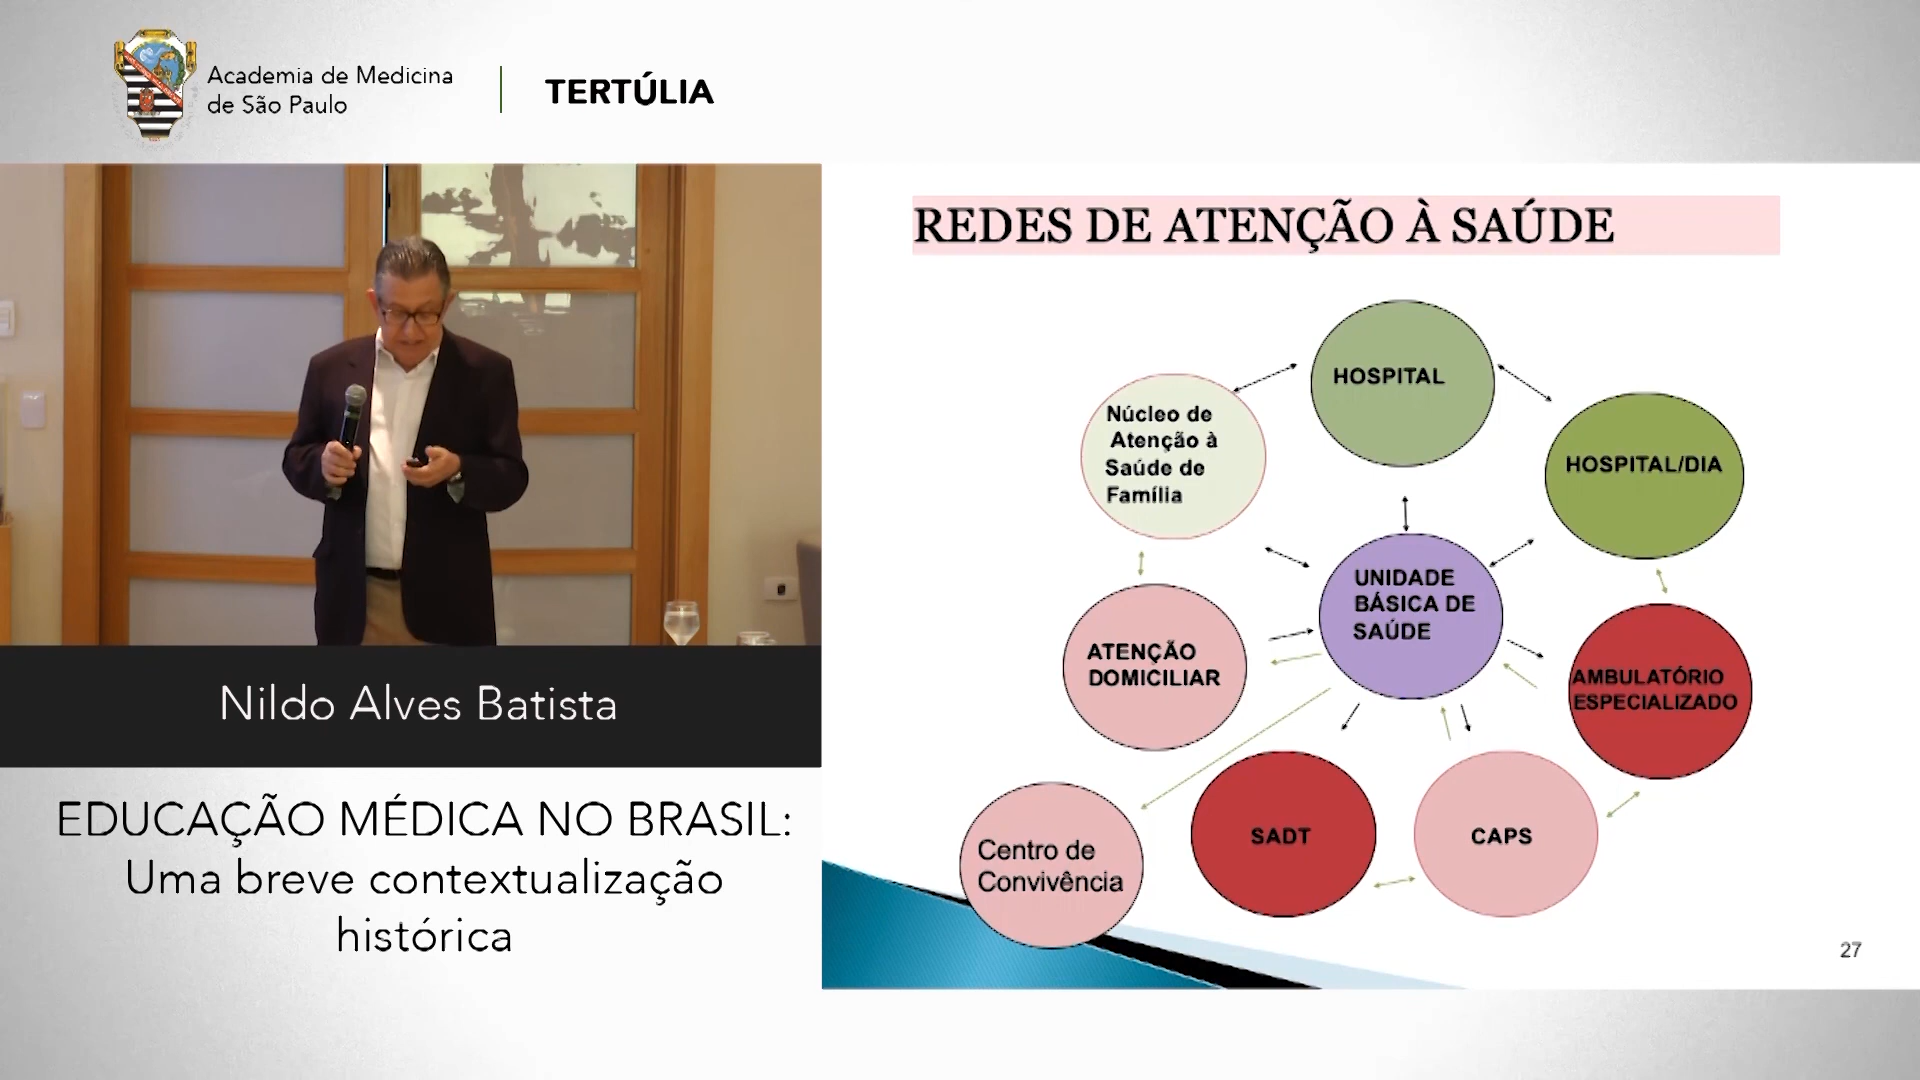 Academia de Medicina
de São Paulo
TERTÚLIA
REDES DE ATENÇÃO À SAÚDE
HOSPITAL
Núcleo de
Atenção à
Saúde de
Família
HOSPITAL/DIA
UNIDADE
BÁSICA DE
SAÚDE
ATENÇÃO
DOMICILIAR
AMBULATÓRIO
ESPECIALIZADO
Nildo Alves Batista
EDUCAÇÃO MÉDICA NO BRASIL:
Uma breve contextualização
histórica
Centro de
Convivência
SADT
CAPS
27